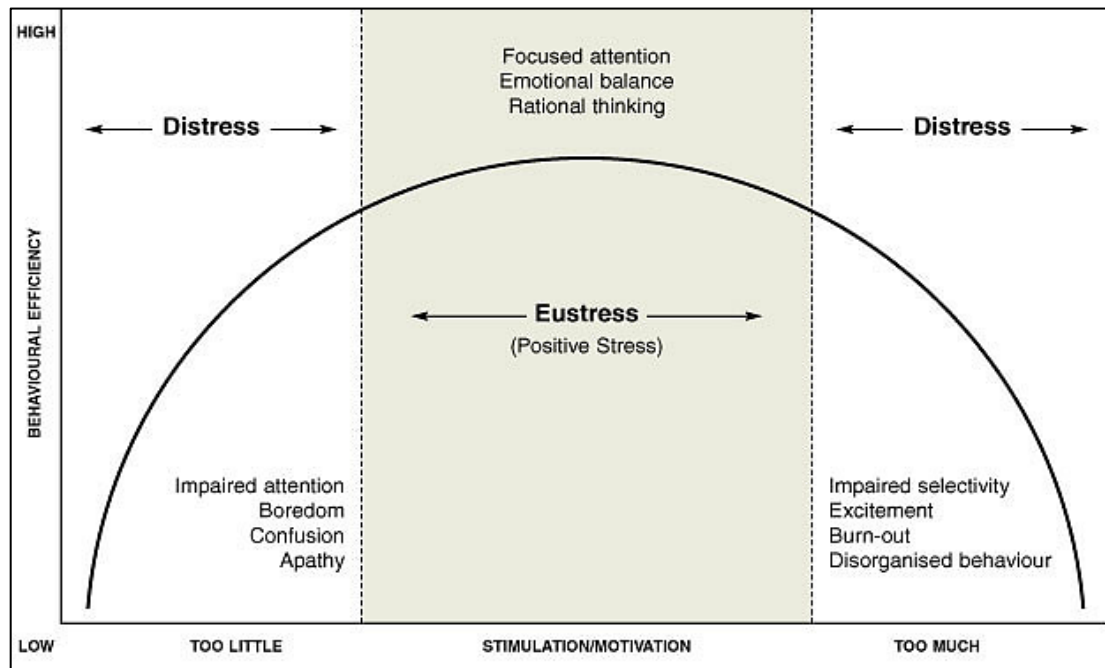 HIGH
Focused attention
Emotional balance
Rational thinking
Distress
Distress
BEHAVIOURAL EFFICIENCY
Eustress
(Positive Stress)
Impaired attention
Boredom
Confusion
Apathy
Impaired selectivity
Excitement
Burn-out
Disorganised behaviour
LOW
TOO LITTLE
STIMULATION/MOTIVATION
TOO MUCH